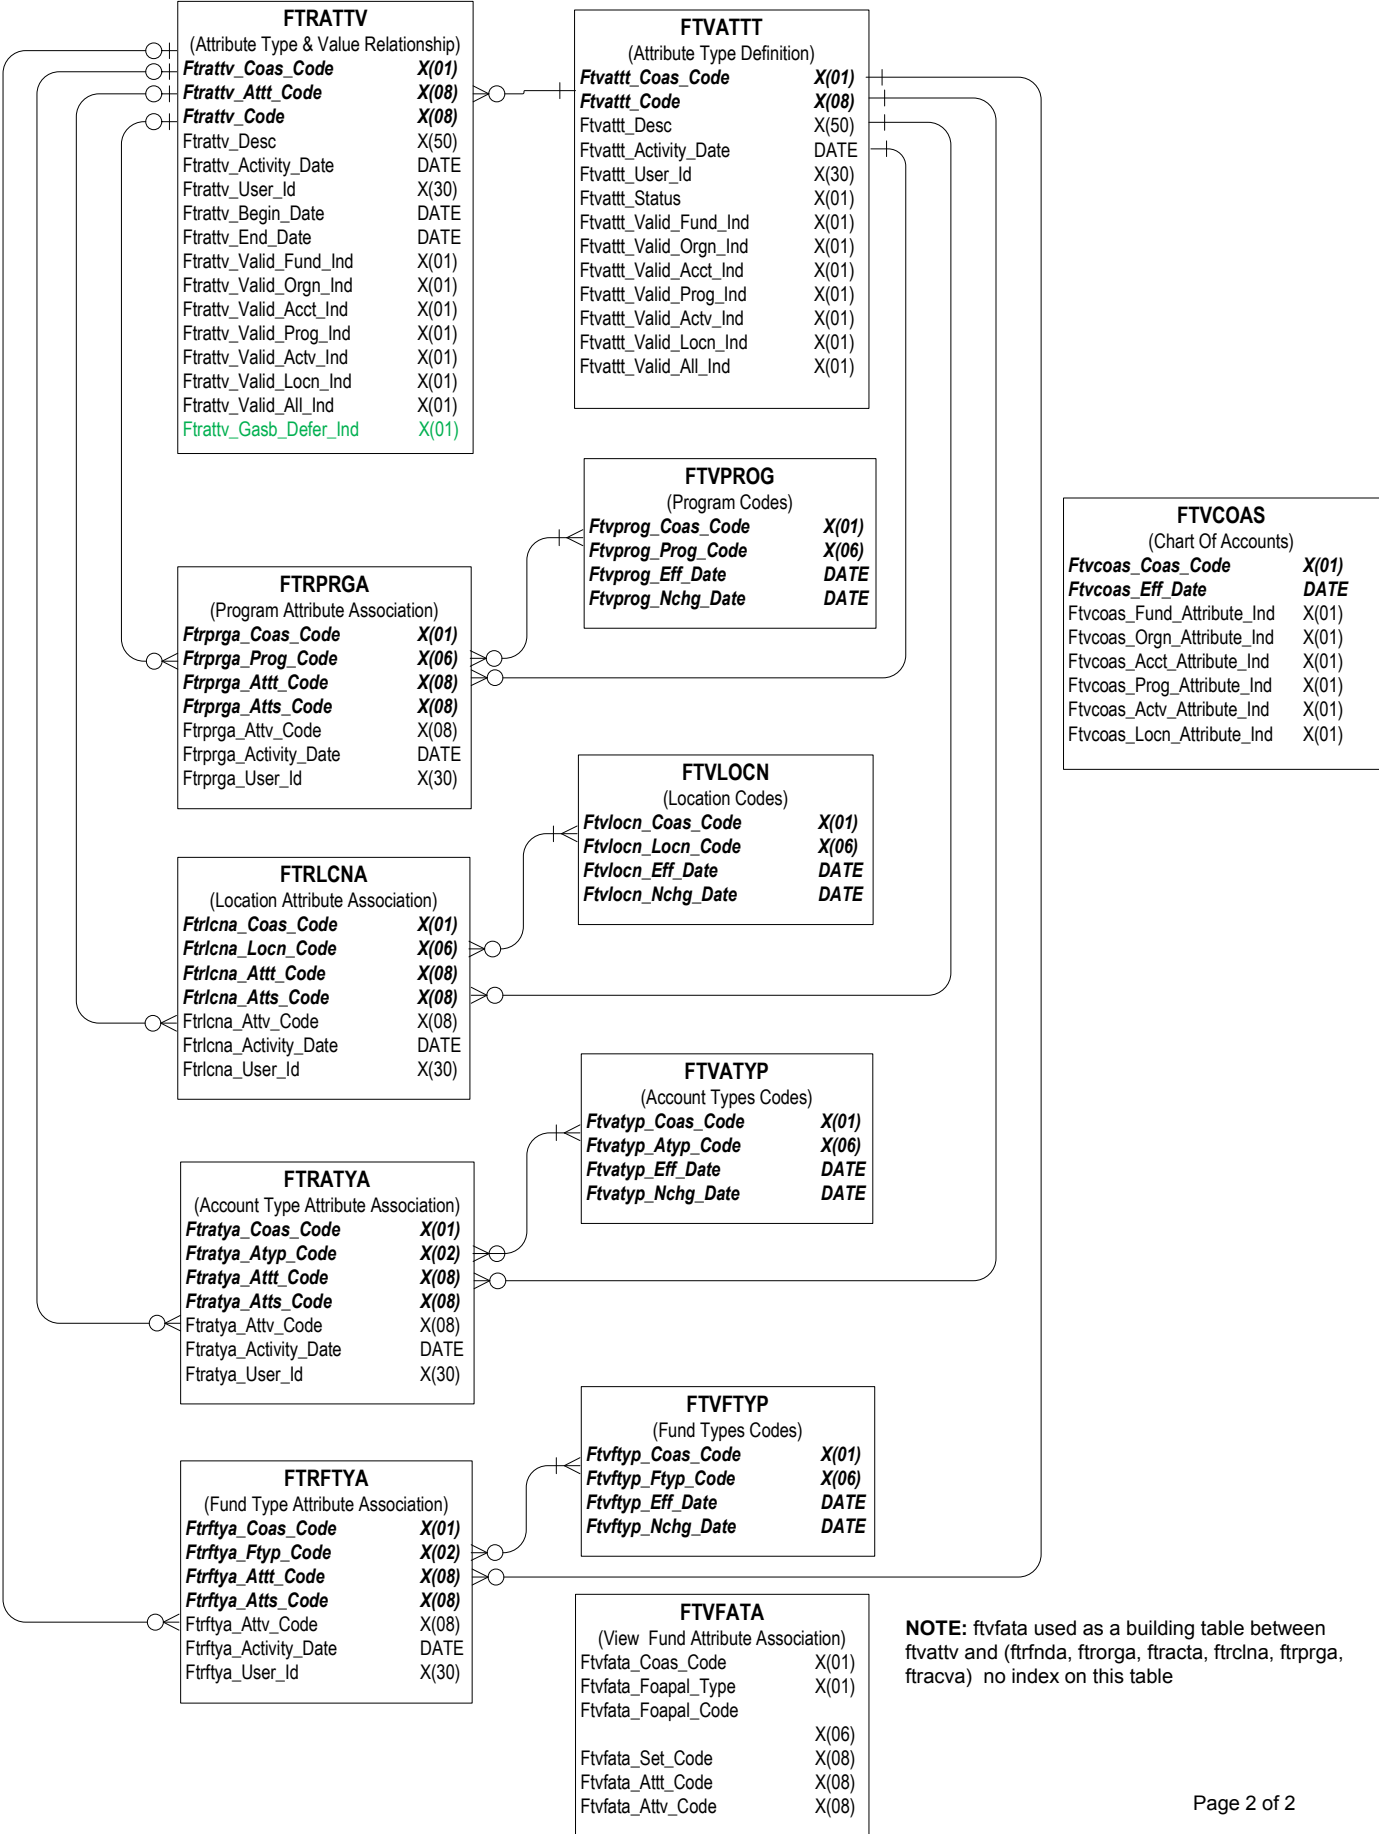 FTRATTV
(Attribute Type & Value Relationship)
Ftrattv_Coas_Code X(01)
Ftrattv_Attt_Code X(08)
Ftrattv_Code X(08)
Ftrattv_Desc X(50)
Ftrattv_Activity_Date DATE
Ftrattv_User_Id X(30)
Ftrattv_Begin_Date DATE
Ftrattv_End_Date DATE
Ftrattv_Valid_Fund_Ind X(01)
Ftrattv_Valid_Orgn_Ind X(01)
Ftrattv_Valid_Acct_Ind X(01)
Ftrattv_Valid_Prog_Ind X(01)
Ftrattv_Valid_Actv_Ind X(01)
Ftrattv_Valid_Locn_Ind X(01)
Ftrattv_Valid_All_Ind X(01)
Ftrattv_Gasb_Defer_Ind X(01)
FTVATTT
(Attribute Type Definition)
Ftvattt_Coas_Code X(01)
Ftvattt_Code X(08)
Ftvattt_Desc X(50)
Ftvattt_Activity_Date DATE
Ftvattt_User_Id X(30)
Ftvattt_Status X(01)
Ftvattt_Valid_Fund_Ind X(01)
Ftvattt_Valid_Orgn_Ind X(01)
Ftvattt_Valid_Acct_Ind X(01)
Ftvattt_Valid_Prog_Ind X(01)
Ftvattt_Valid_Actv_Ind X(01)
Ftvattt_Valid_Locn_Ind X(01)
Ftvattt_Valid_All_Ind X(01)
FTVPROG
(Program Codes)
Ftvprog_Coas_Code X(01)
Ftvprog_Prog_Code X(06)
Ftvprog_Eff_Date DATE
Ftvprog_Nchg_Date DATE
FTVCOAS
(Chart Of Accounts)
Ftvcoas_Coas_Code X(01)
Ftvcoas_Eff_Date DATE
Ftvcoas_Fund_Attribute_Ind X(01)
Ftvcoas_Orgn_Attribute_Ind X(01)
Ftvcoas_Acct_Attribute_Ind X(01)
Ftvcoas_Prog_Attribute_Ind X(01)
Ftvcoas_Actv_Attribute_Ind X(01)
Ftvcoas_Locn_Attribute_Ind X(01)
FTRPRGA
(Program Attribute Association)
Ftrprga_Coas_Code X(01)
Ftrprga_Prog_Code X(06)
Ftrprga_Attt_Code X(08)
Ftrprga_Atts_Code X(08)
Ftrprga_Attv_Code X(08)
Ftrprga_Activity_Date DATE
Ftrprga_User_Id X(30)
FTVLOCN
(Location Codes)
Ftvlocn_Coas_Code X(01)
Ftvlocn_Locn_Code X(06)
Ftvlocn_Eff_Date DATE
Ftvlocn_Nchg_Date DATE
FTRLCNA
(Location Attribute Association)
Ftrlcna_Coas_Code X(01)
Ftrlcna_Locn_Code X(06)
Ftrlcna_Attt_Code X(08)
Ftrlcna_Atts_Code X(08)
Ftrlcna_Attv_Code X(08)
Ftrlcna_Activity_Date DATE
Ftrlcna_User_Id X(30)
FTVATYP
(Account Types Codes)
Ftvatyp_Coas_Code X(01)
Ftvatyp_Atyp_Code X(06)
Ftvatyp_Eff_Date DATE
Ftvatyp_Nchg_Date DATE
FTRATYA
(Account Type Attribute Association)
Ftratya_Coas_Code X(01)
Ftratya_Atyp_Code X(02)
Ftratya_Attt_Code X(08)
Ftratya_Atts_Code X(08)
Ftratya_Attv_Code X(08)
Ftratya_Activity_Date DATE
Ftratya_User_Id X(30)
FTVFTYP
(Fund Types Codes)
Ftvftyp_Coas_Code X(01)
Ftvftyp_Ftyp_Code X(06)
Ftvftyp_Eff_Date DATE
Ftvftyp_Nchg_Date DATE
FTRFTYA
(Fund Type Attribute Association)
Ftrftya_Coas_Code X(01)
Ftrftya_Ftyp_Code X(02)
Ftrftya_Attt_Code X(08)
Ftrftya_Atts_Code X(08)
Ftrftya_Attv_Code X(08)
Ftrftya_Activity_Date DATE
Ftrftya_User_Id X(30)
FTVFATA
(View Fund Attribute Association)
Ftvfata_Coas_Code X(01)
Ftvfata_Foapal_Type X(01)
Ftvfata_Foapal_Code
X(06)
Ftvfata_Set_Code X(08)
Ftvfata_Attt_Code X(08)
Ftvfata_Attv_Code X(08)
NOTE: ftvfata used as a building table between
ftvattv and (ftrfnda, ftrorga, ftracta, ftrclna, ftrprga,
ftracva) no index on this table
Page 2 of 2